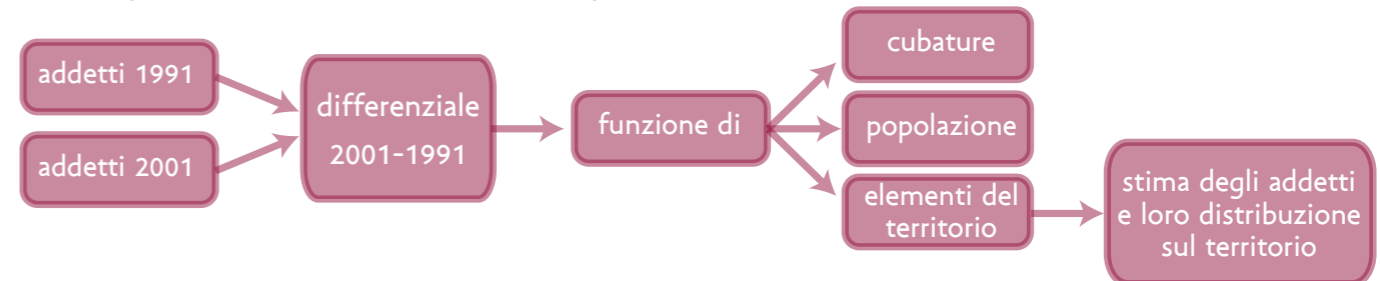 addetti 1991
addetti 2001
differenziale
2001-1991
funzione di
cubature
popolazione
elementi del
territorio
stima degli addetti
e loro distribuzione
sul territorio